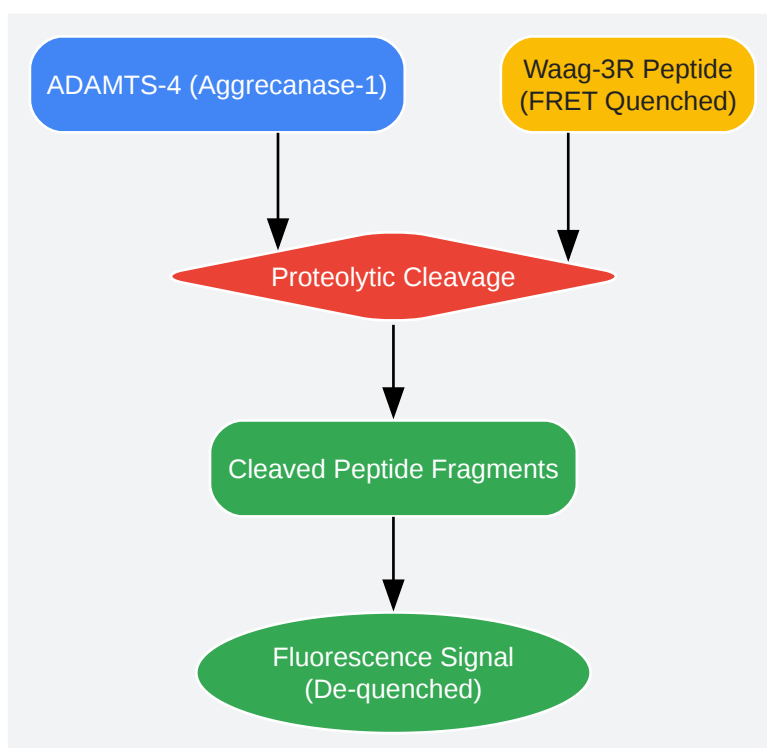 ADAMTS-4 (Aggrecanase-1)
Waag-3R Peptide
(FRET Quenched)
Proteolytic Cleavage
Cleaved Peptide Fragments
Fluorescence Signal
(De-quenched)